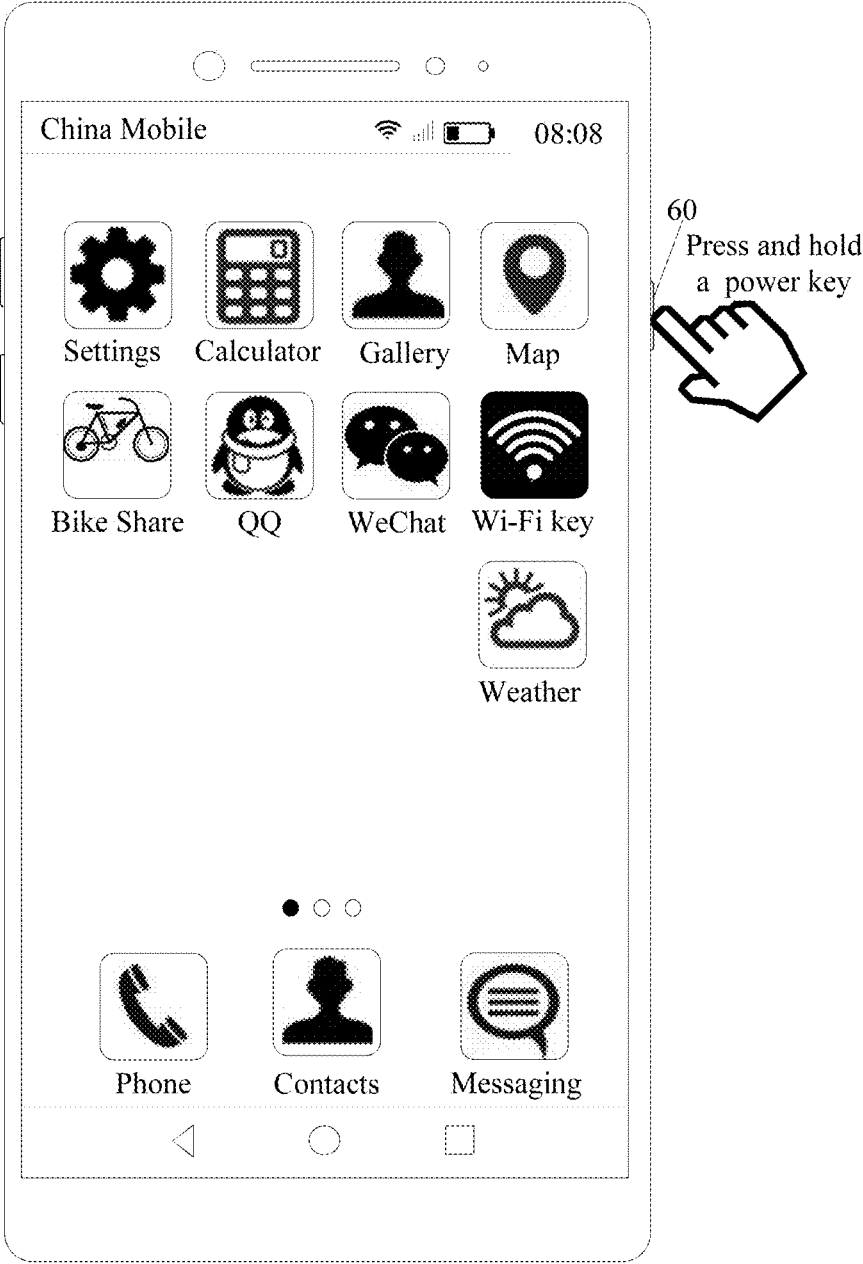 China Mobile 08:08
60
Press and hold
a power key
Settings Calculator Gallery Map
Bike Share QQ WeChat Wi-Fi key
Weather
Phone Contacts Messaging